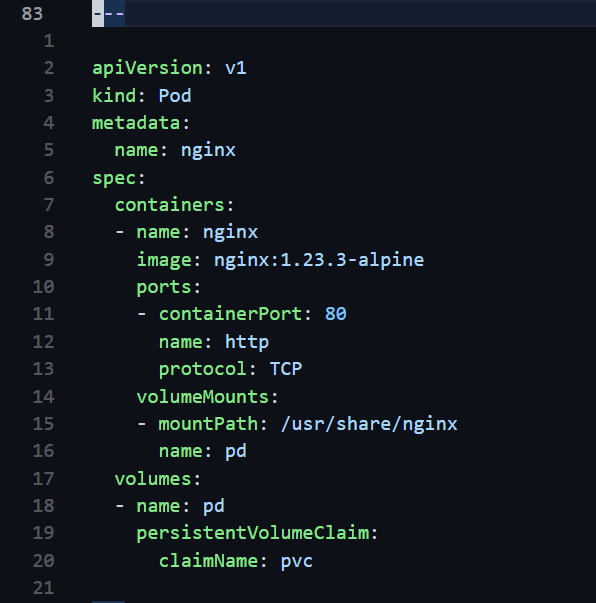 83 ---
1
2 apiVersion: v1
3 kind: Pod
4 metadata:
5   name: nginx
6 spec:
7   containers:
8   - name: nginx
9     image: nginx:1.23.3-alpine
10     ports:
11     - containerPort: 80
12       name: http
13       protocol: TCP
14     volumeMounts:
15     - mountPath: /usr/share/nginx
16       name: pd
17   volumes:
18   - name: pd
19     persistentVolumeClaim:
20       claimName: pvc
21